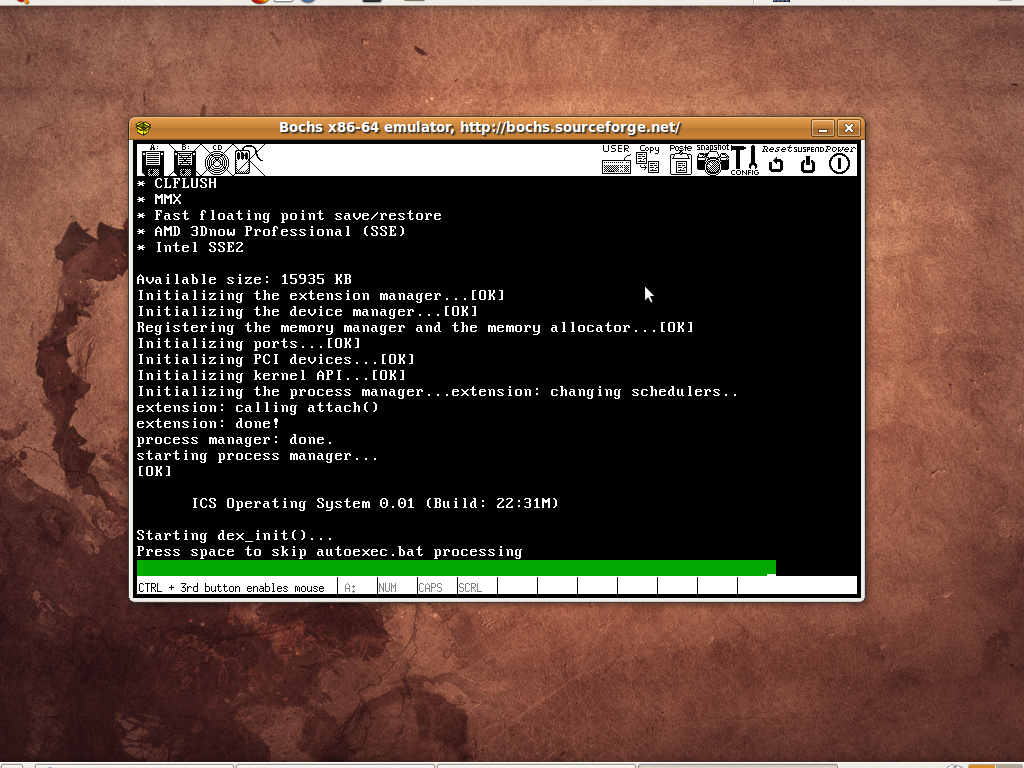 Bochs x86-64 emulator, http://bochs.sourceforge.net/
A: B: CD USER Copy Paste snapshot CONFIG Reset SUSPEND Power
* CLFLUSH
* MMX
* Fast floating point save/restore
* AMD 3Dnow Professional (SSE)
* Intel SSE2
Available size: 15935 KB
Initializing the extension manager...[OK]
Initializing the device manager...[OK]
Registering the memory manager and the memory allocator...[OK]
Initializing ports...[OK]
Initializing PCI devices...[OK]
Initializing kernel API...[OK]
Initializing the process manager...extension: changing schedulers..
extension: calling attach()
extension: done!
process manager: done.
starting process manager...
[OK]
ICS Operating System 0.01 (Build: 22:31M)
Starting dex_init()...
Press space to skip autoexec.bat processing
CTRL + 3rd button enables mouse A: NUM CAPS SCRL